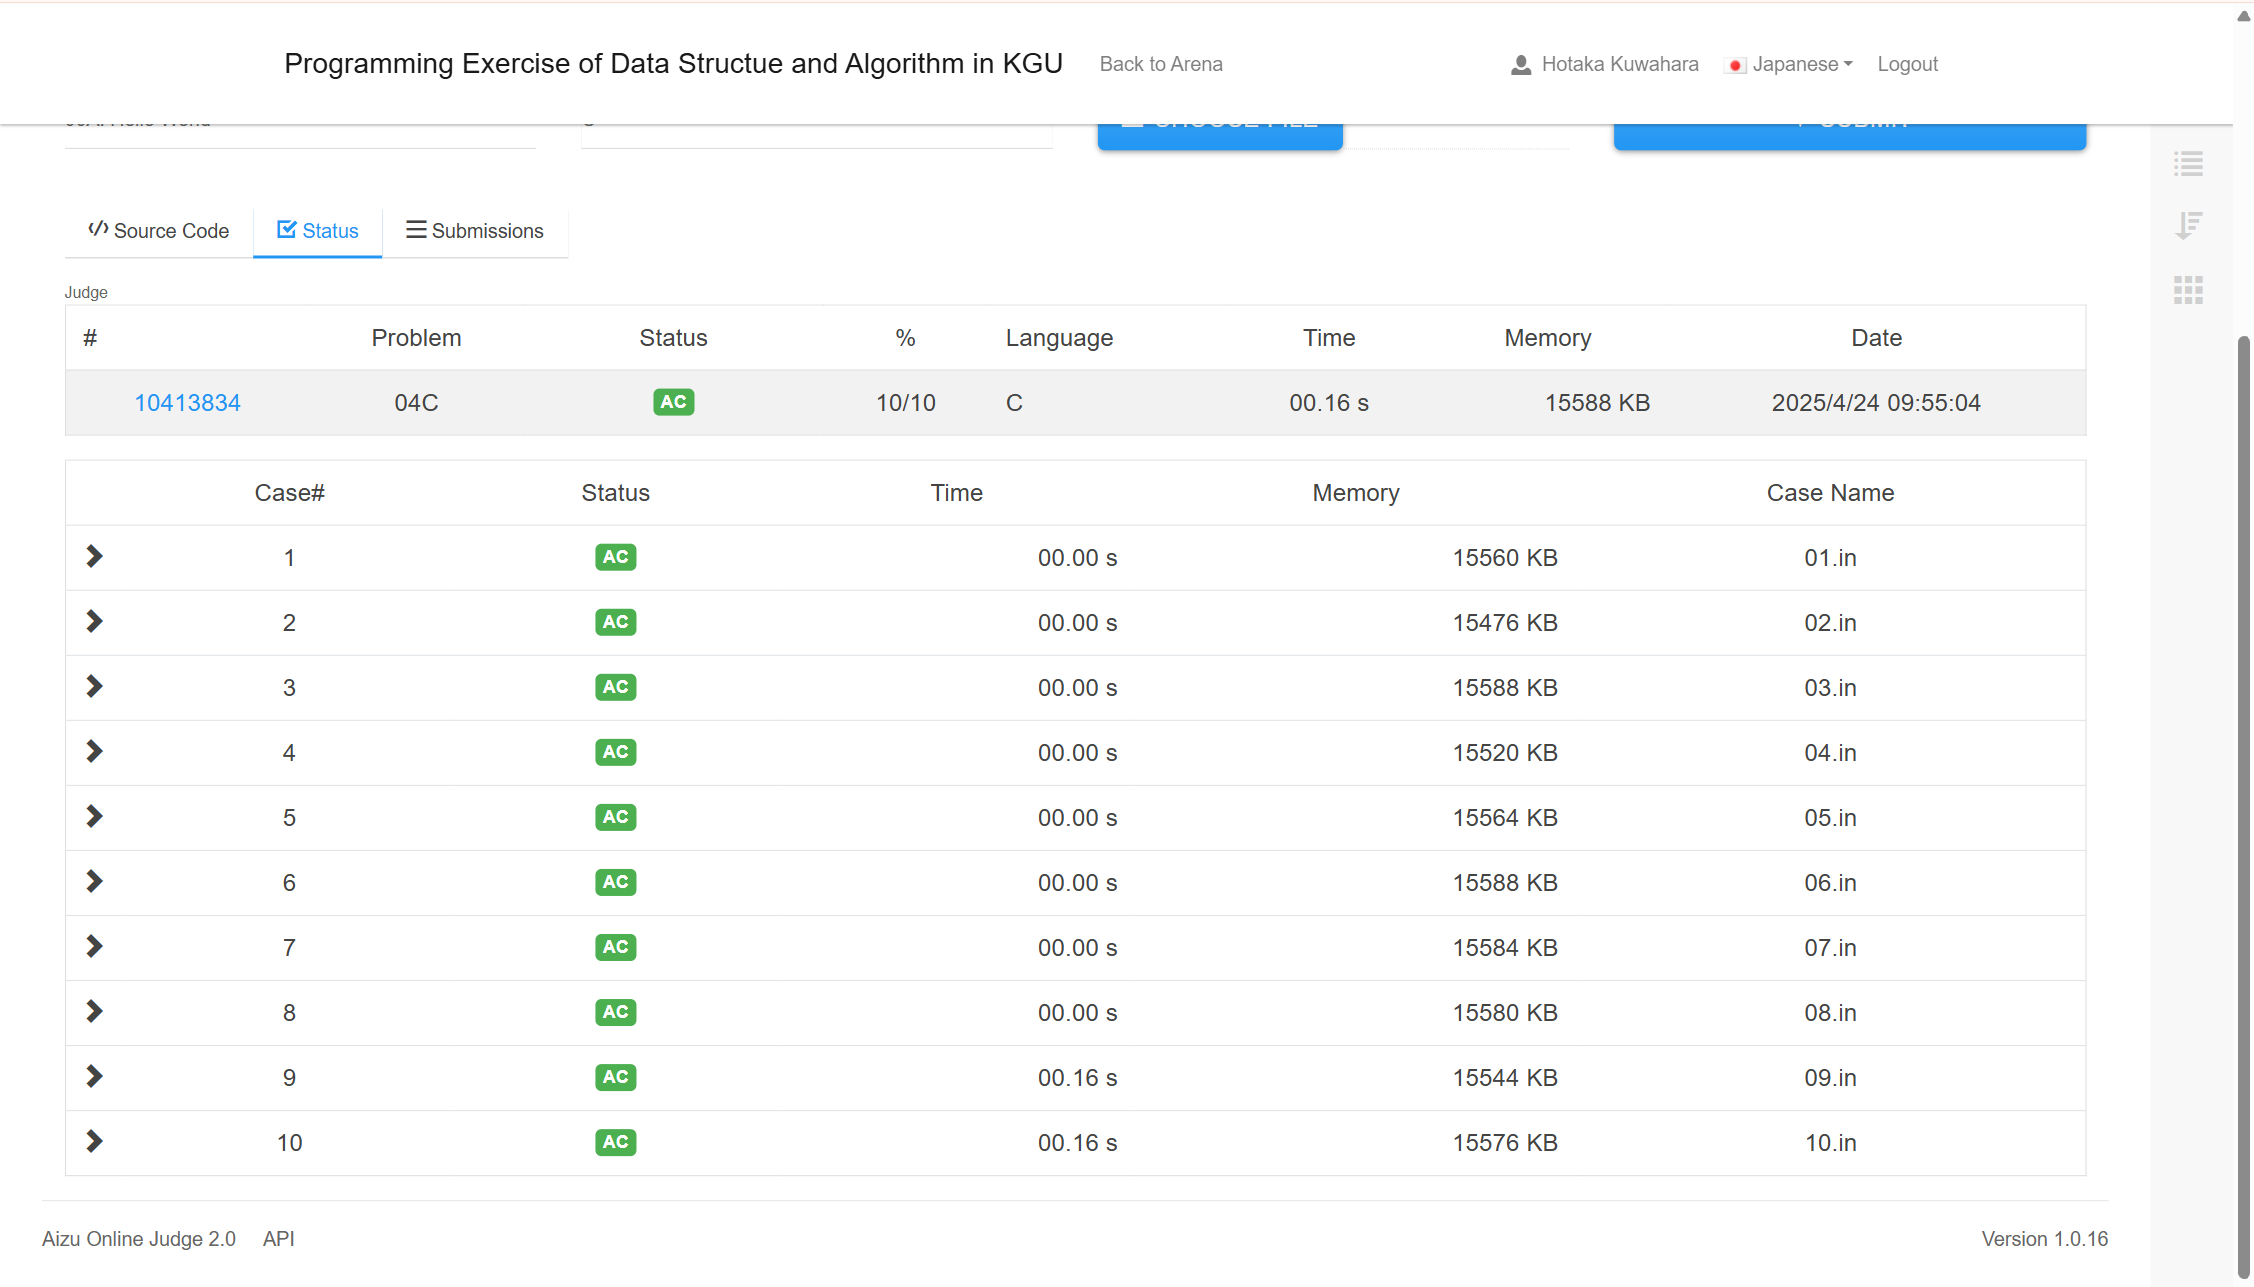 Programming Exercise of Data Structue and Algorithm in KGU Back to Arena Hotaka Kuwahara Japanese Logout
Source Code Status Submissions
Judge
# Problem Status % Language Time Memory Date
10413834 04C AC 10/10 C 00.16 s 15588 KB 2025/4/24 09:55:04
Case# Status Time Memory Case Name
1 AC 00.00 s 15560 KB 01.in
2 AC 00.00 s 15476 KB 02.in
3 AC 00.00 s 15588 KB 03.in
4 AC 00.00 s 15520 KB 04.in
5 AC 00.00 s 15564 KB 05.in
6 AC 00.00 s 15588 KB 06.in
7 AC 00.00 s 15584 KB 07.in
8 AC 00.00 s 15580 KB 08.in
9 AC 00.16 s 15544 KB 09.in
10 AC 00.16 s 15576 KB 10.in
Aizu Online Judge 2.0 API Version 1.0.16